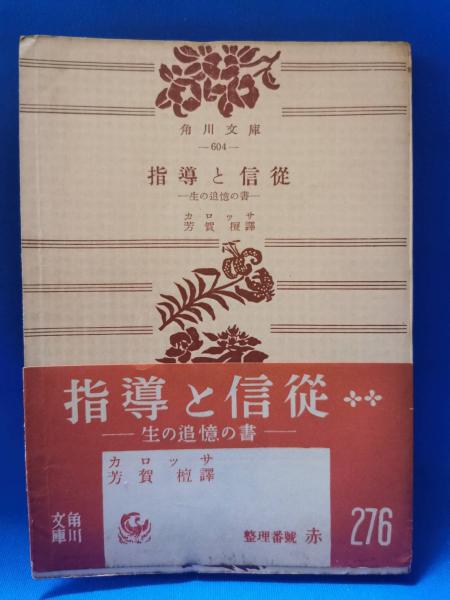 角川文庫
—604—
指導と信從
—生の追憶の書—
カロッサ
芳賀檀譯
指導と信從
—生の追憶の書—
カロッサ
芳賀檀譯
角川文庫
整理番號 赤 276